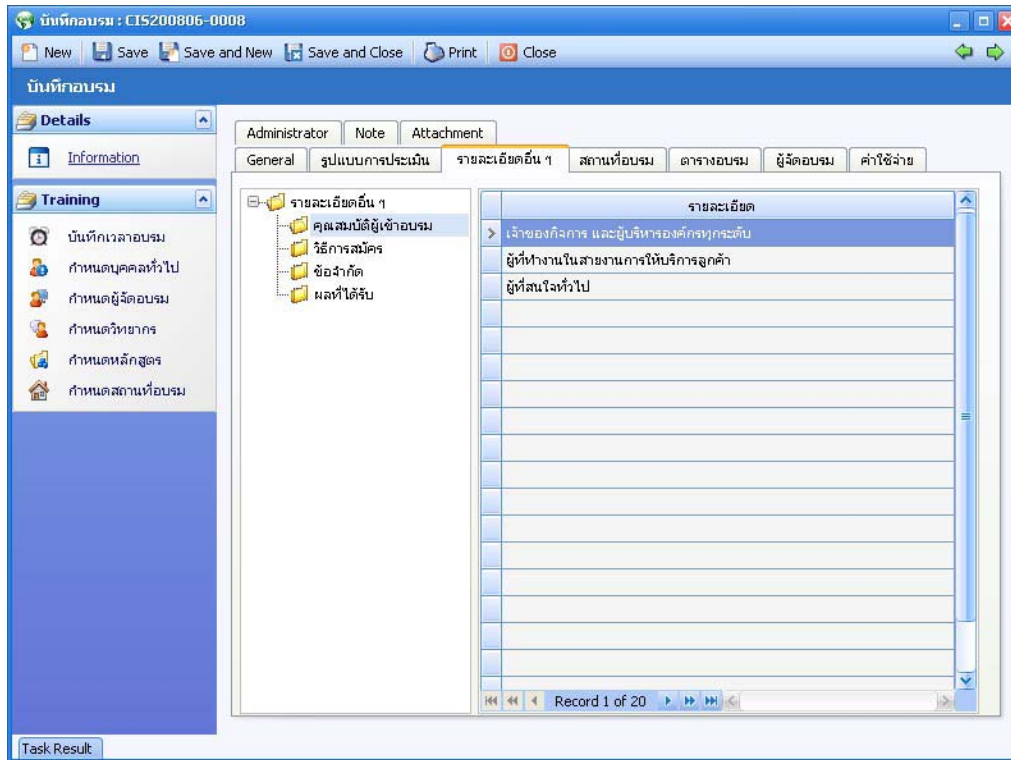 บันทึกอบรม : CIS200806-0008
New Save Save and New Save and Close Print Close
บันทึกอบรม
Details
Information
Training
บันทึกเวลาอบรม
กำหนดบุคคลทั่วไป
กำหนดผู้จัดอบรม
กำหนดวิทยากร
กำหนดหลักสูตร
กำหนดสถานที่อบรม
Administrator Note Attachment
General รูปแบบการประเมิน รายละเอียดอื่น ๆ สถานที่อบรม ตารางอบรม ผู้จัดอบรม ค่าใช้จ่าย
รายละเอียดอื่น ๆ
คุณสมบัติผู้เข้าอบรม
วิธีการสมัคร
ข้อจำกัด
ผลที่ได้รับ
รายละเอียด
เจ้าของกิจการ และผู้บริหารองค์กรทุกระดับ
ผู้ที่ทำงานในสายงานการให้บริการลูกค้า
ผู้ที่สนใจทั่วไป
Record 1 of 20
Task Result